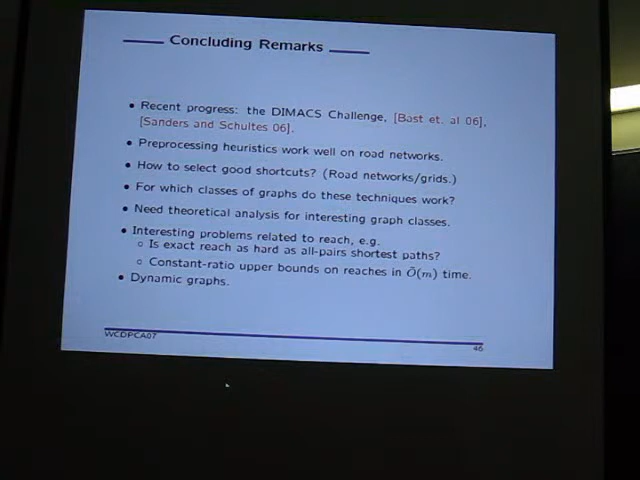 Concluding Remarks
• Recent progress: the DIMACS Challenge, [Bast et. al 06],
[Sanders and Schultes 06].
• Preprocessing heuristics work well on road networks.
• How to select good shortcuts? (Road networks/grids.)
• For which classes of graphs do these techniques work?
• Need theoretical analysis for interesting graph classes.
• Interesting problems related to reach, e.g.
○ Is exact reach as hard as all-pairs shortest paths?
○ Constant-ratio upper bounds on reaches in Õ(m) time.
• Dynamic graphs.
WCDPCA07
46